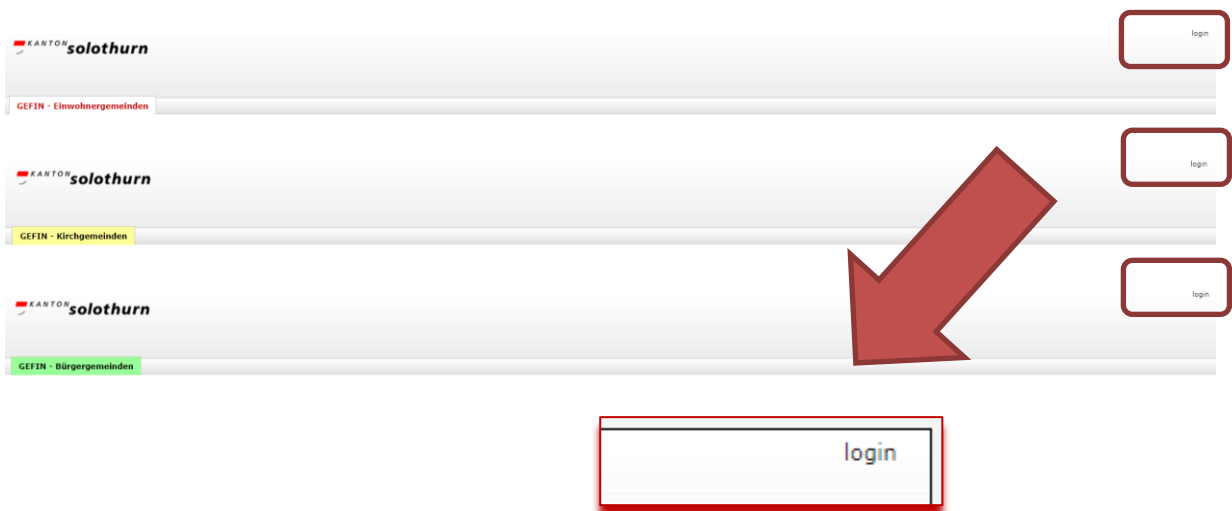 KANTON solothurn
login
GEFIN - Einwohnergemeinden
KANTON solothurn
login
GEFIN - Kirchgemeinden
KANTON solothurn
login
GEFIN - Bürgergemeinden
login